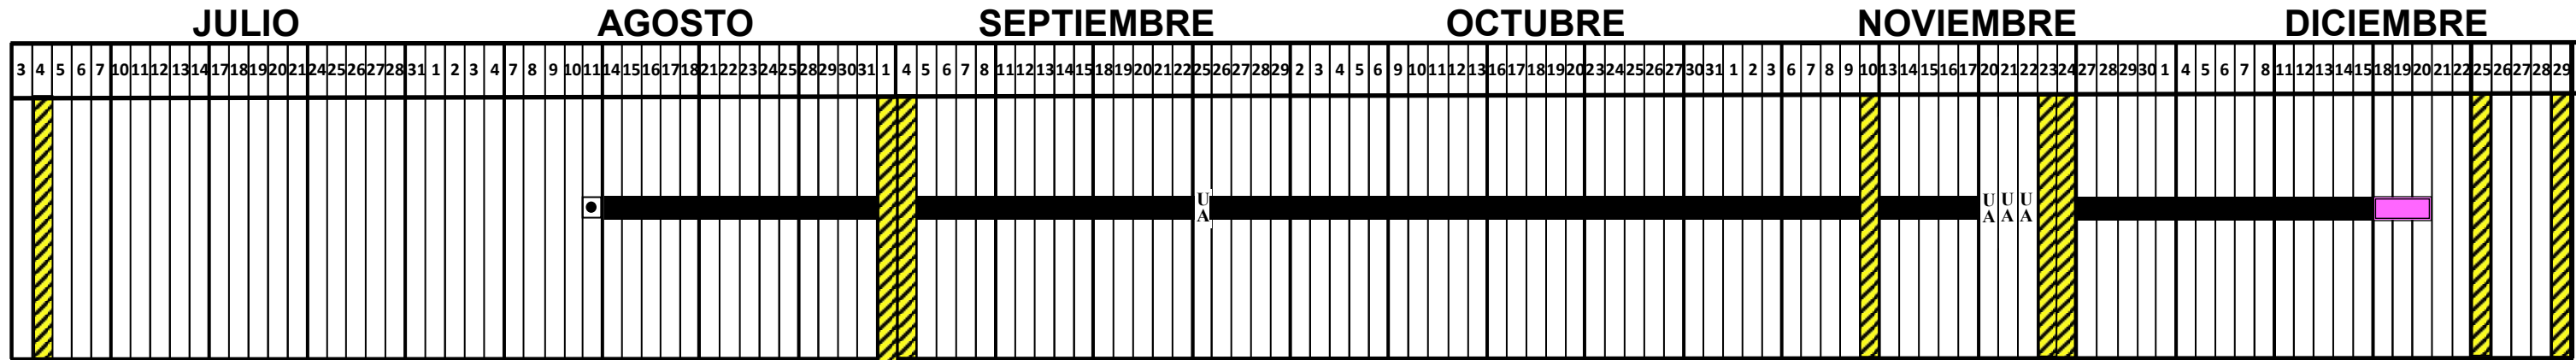 JULIO AGOSTO SEPTIEMBRE OCTUBRE NOVIEMBRE DICIEMBRE
3 4 5 6 7 10 11 12 13 14 17 18 19 20 21 24 25 26 27 28 31 1 2 3 4 7 8 9 10 11 14 15 16 17 18 21 22 23 24 25 28 29 30 31 1 4 5 6 7 8 11 12 13 14 15 18 19 20 21 22 25 26 27 28 29 2 3 4 5 6 9 10 11 12 13 16 17 18 19 20 23 24 25 26 27 30 31 1 2 3 6 7 8 9 10 13 14 15 16 17 20 21 22 23 24 27 28 29 30 1 4 5 6 7 8 11 12 13 14 15 18 19 20 21 22 25 26 27 28 29
U U U U
A A A A